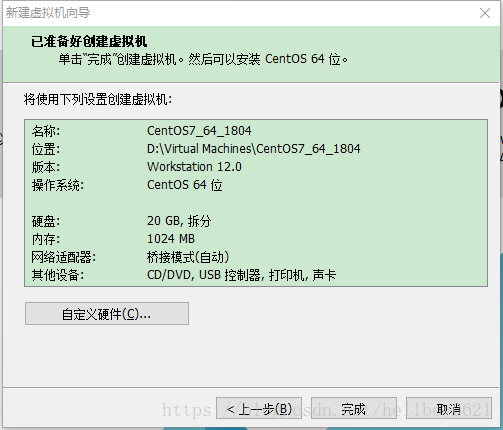 新建虚拟机向导
已准备好创建虚拟机
单击“完成”创建虚拟机。然后可以安装 CentOS 64 位。
将使用下列设置创建虚拟机:
名称: CentOS7_64_1804
位置: D:\Virtual Machines\CentOS7_64_1804
版本: Workstation 12.0
操作系统: CentOS 64 位
硬盘: 20 GB, 拆分
内存: 1024 MB
网络适配器: 桥接模式(自动)
其他设备: CD/DVD, USB 控制器, 打印机, 声卡
自定义硬件(C)...
< 上一步(B) 完成 取消